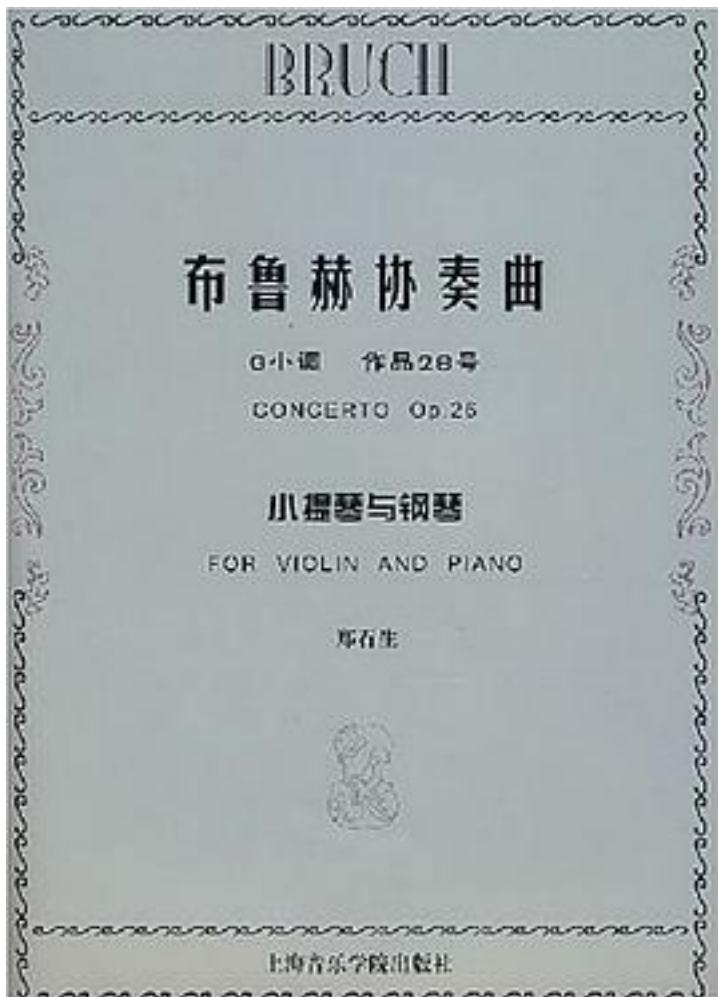 BRUCH
布鲁赫协奏曲
G小调 作品26号
CONCERTO Op.26
小提琴与钢琴
FOR VIOLIN AND PIANO
郑石生
上海音乐学院出版社